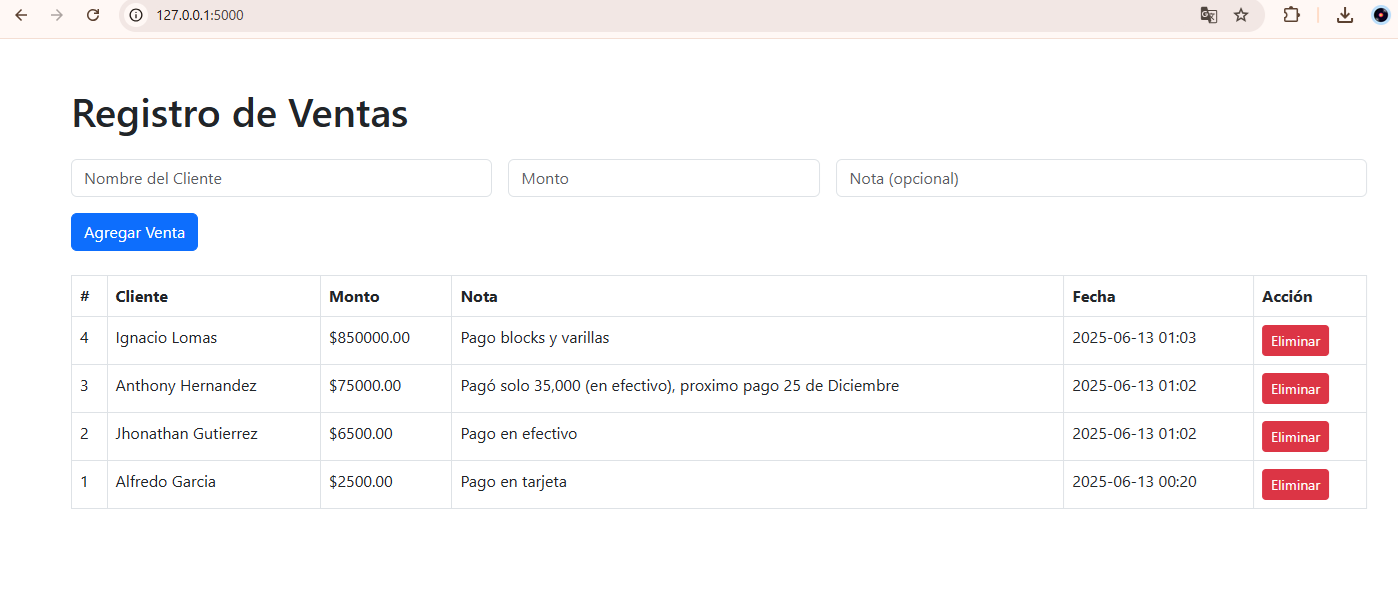 127.0.0.1:5000
Registro de Ventas
Nombre del Cliente Monto Nota (opcional)
Agregar Venta
# Cliente Monto Nota Fecha Acción
4 Ignacio Lomas $850000.00 Pago blocks y varillas 2025-06-13 01:03 Eliminar
3 Anthony Hernandez $75000.00 Pagó solo 35,000 (en efectivo), proximo pago 25 de Diciembre 2025-06-13 01:02 Eliminar
2 Jhonathan Gutierrez $6500.00 Pago en efectivo 2025-06-13 01:02 Eliminar
1 Alfredo Garcia $2500.00 Pago en tarjeta 2025-06-13 00:20 Eliminar